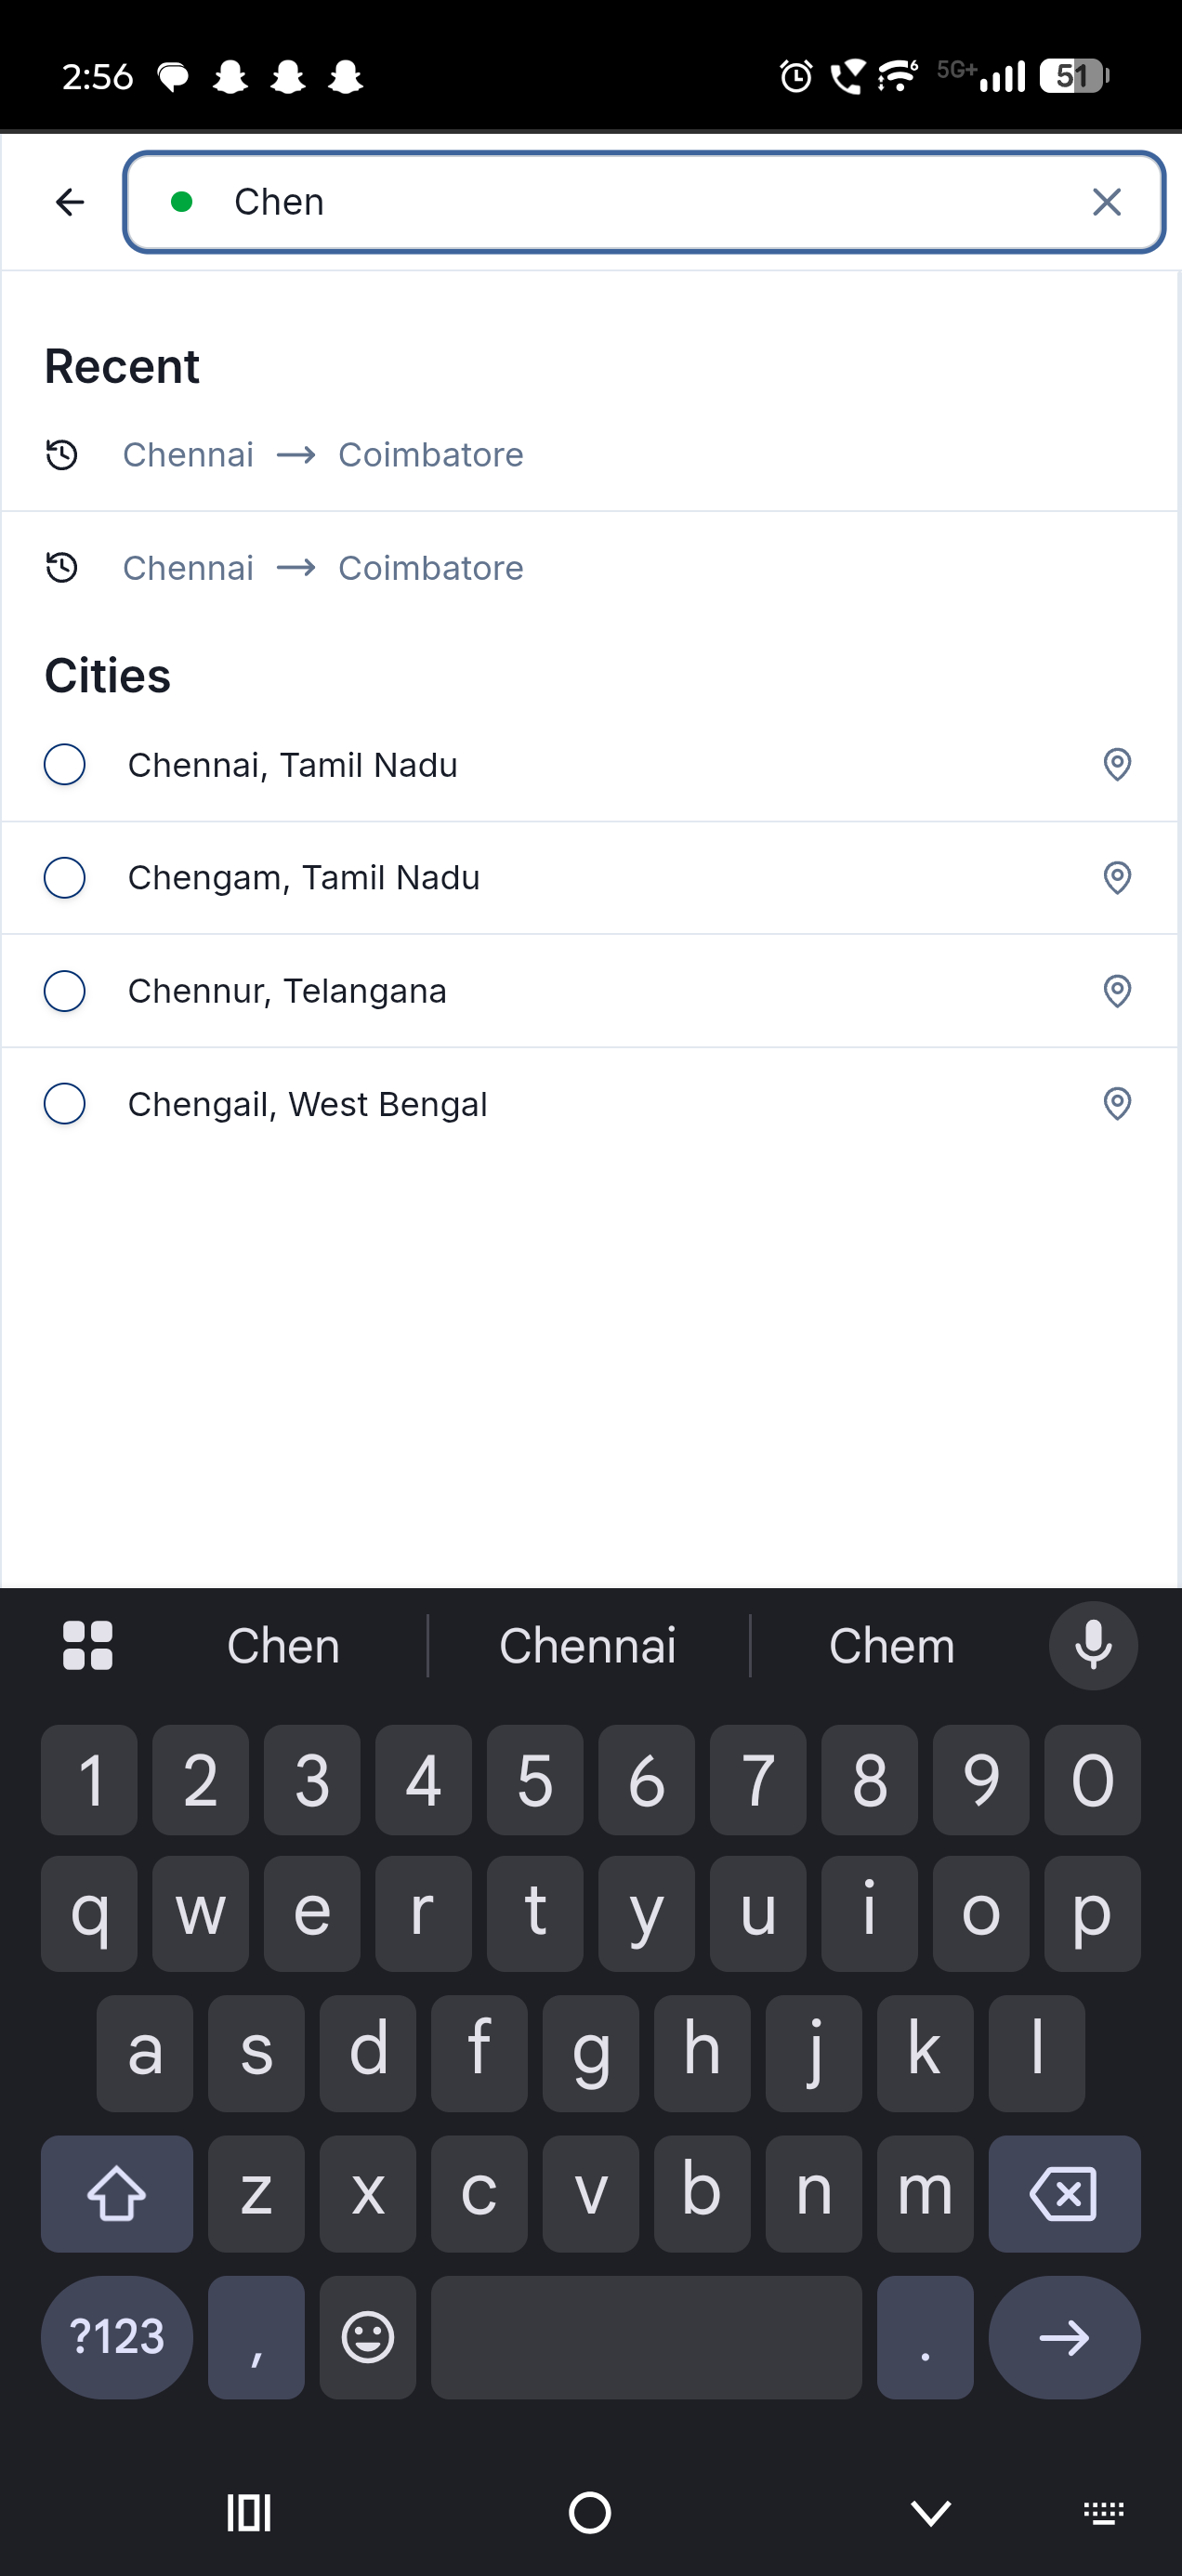 2:56 6 5G+ 51
Chen
Recent
Chennai → Coimbatore
Chennai → Coimbatore
Cities
Chennai, Tamil Nadu
Chengam, Tamil Nadu
Chennur, Telangana
Chengail, West Bengal
Chen Chennai Chem
1 2 3 4 5 6 7 8 9 0
q w e r t y u i o p
a s d f g h j k l
z x c v b n m
?123 , .